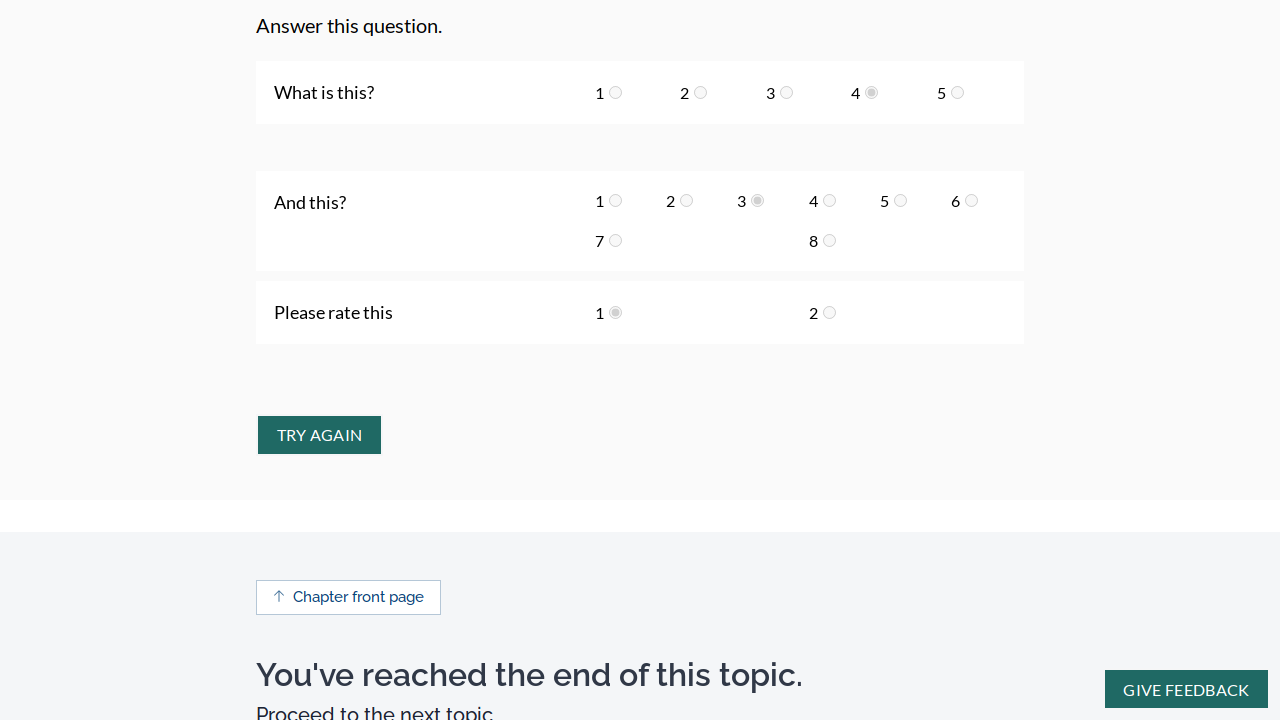 Answer this question.
What is this? 1 2 3 4 5
And this? 1 2 3 4 5 6
7 8
Please rate this 1 2
TRY AGAIN
Chapter front page
You've reached the end of this topic.
GIVE FEEDBACK
Proceed to the next topic